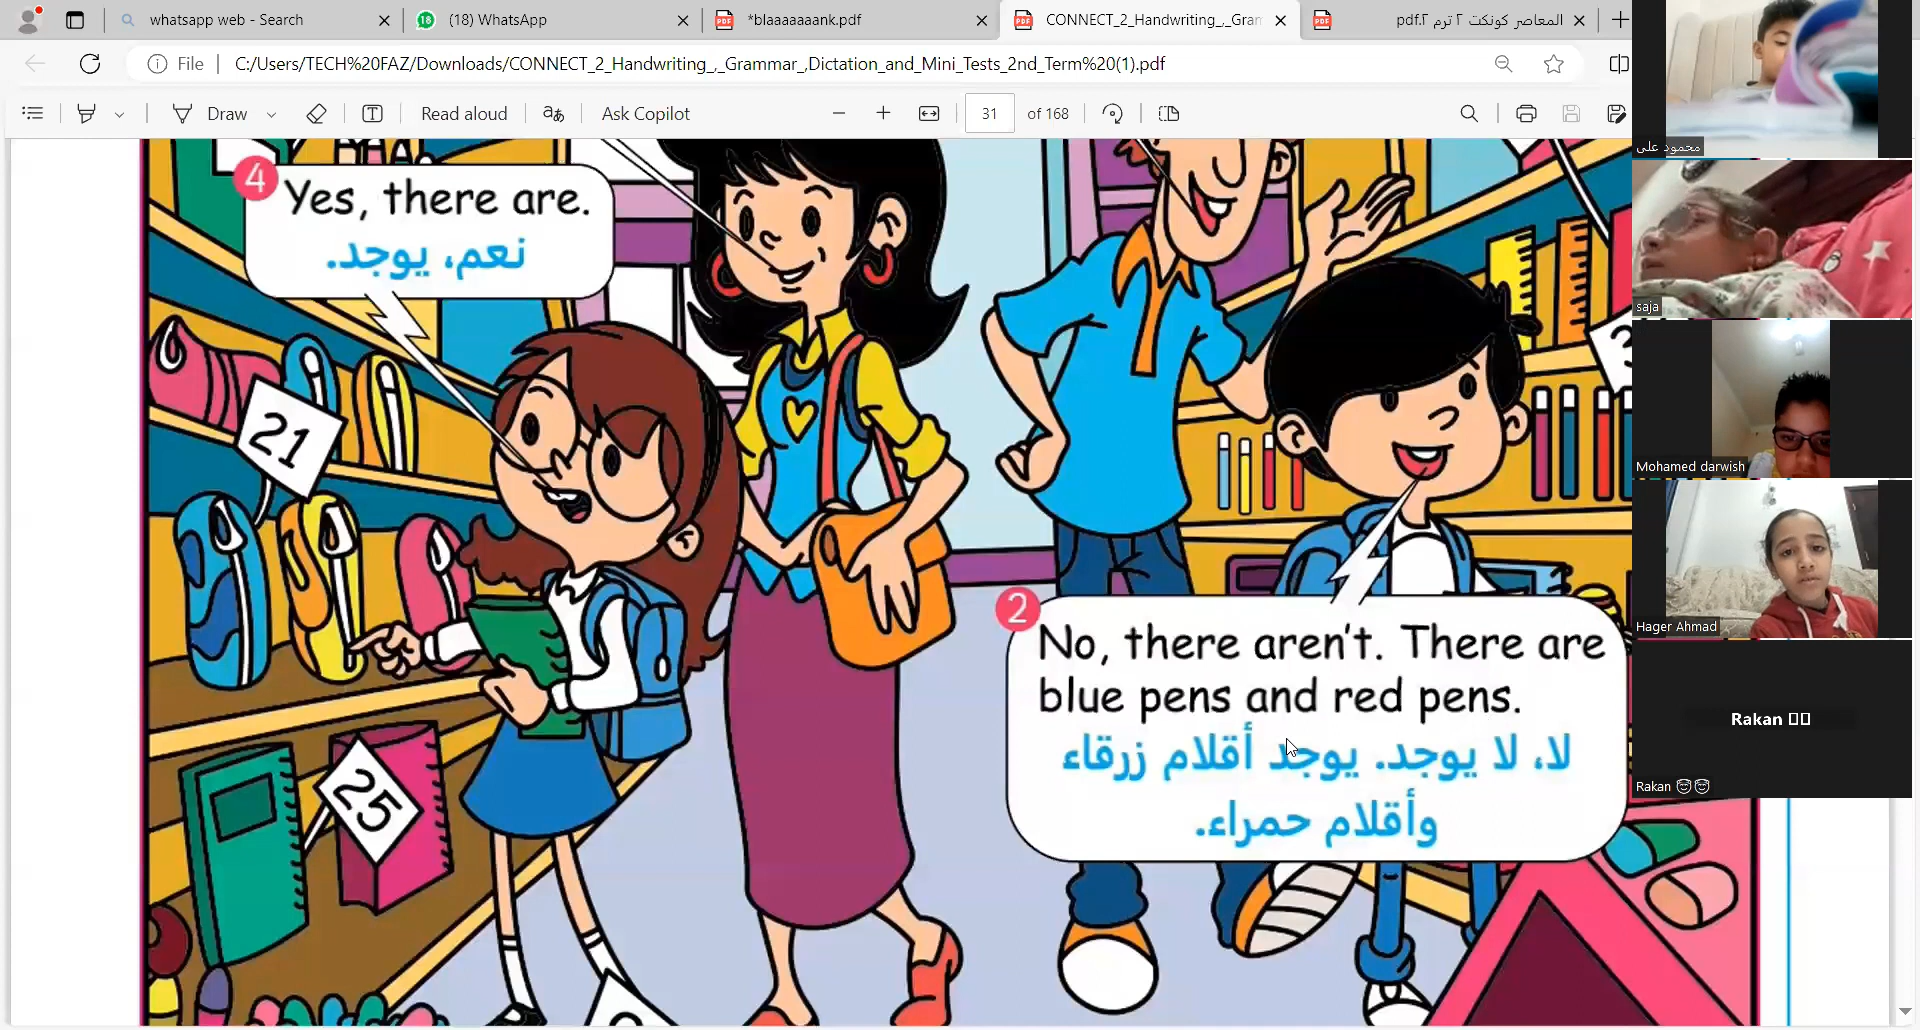 whatsapp web - Search
(18) WhatsApp
*blaaaaaaank.pdf
CONNECT_2_Handwriting_,_Gran
المعاصر كونكت ٢ ترم ٢.pdf
File
C:/Users/TECH%20FAZ/Downloads/CONNECT_2_Handwriting_,_Grammar_,Dictation_and_Mini_Tests_2nd_Term%20(1).pdf
Draw
Read aloud
Ask Copilot
31 of 168
4
Yes, there are.
نعم، يوجد.
21
25
2
No, there aren't. There are
blue pens and red pens.
لا، لا يوجد. يوجد أقلام زرقاء
وأقلام حمراء.
محمود على
saja
Mohamed darwish
Hager Ahmad
Rakan
Rakan